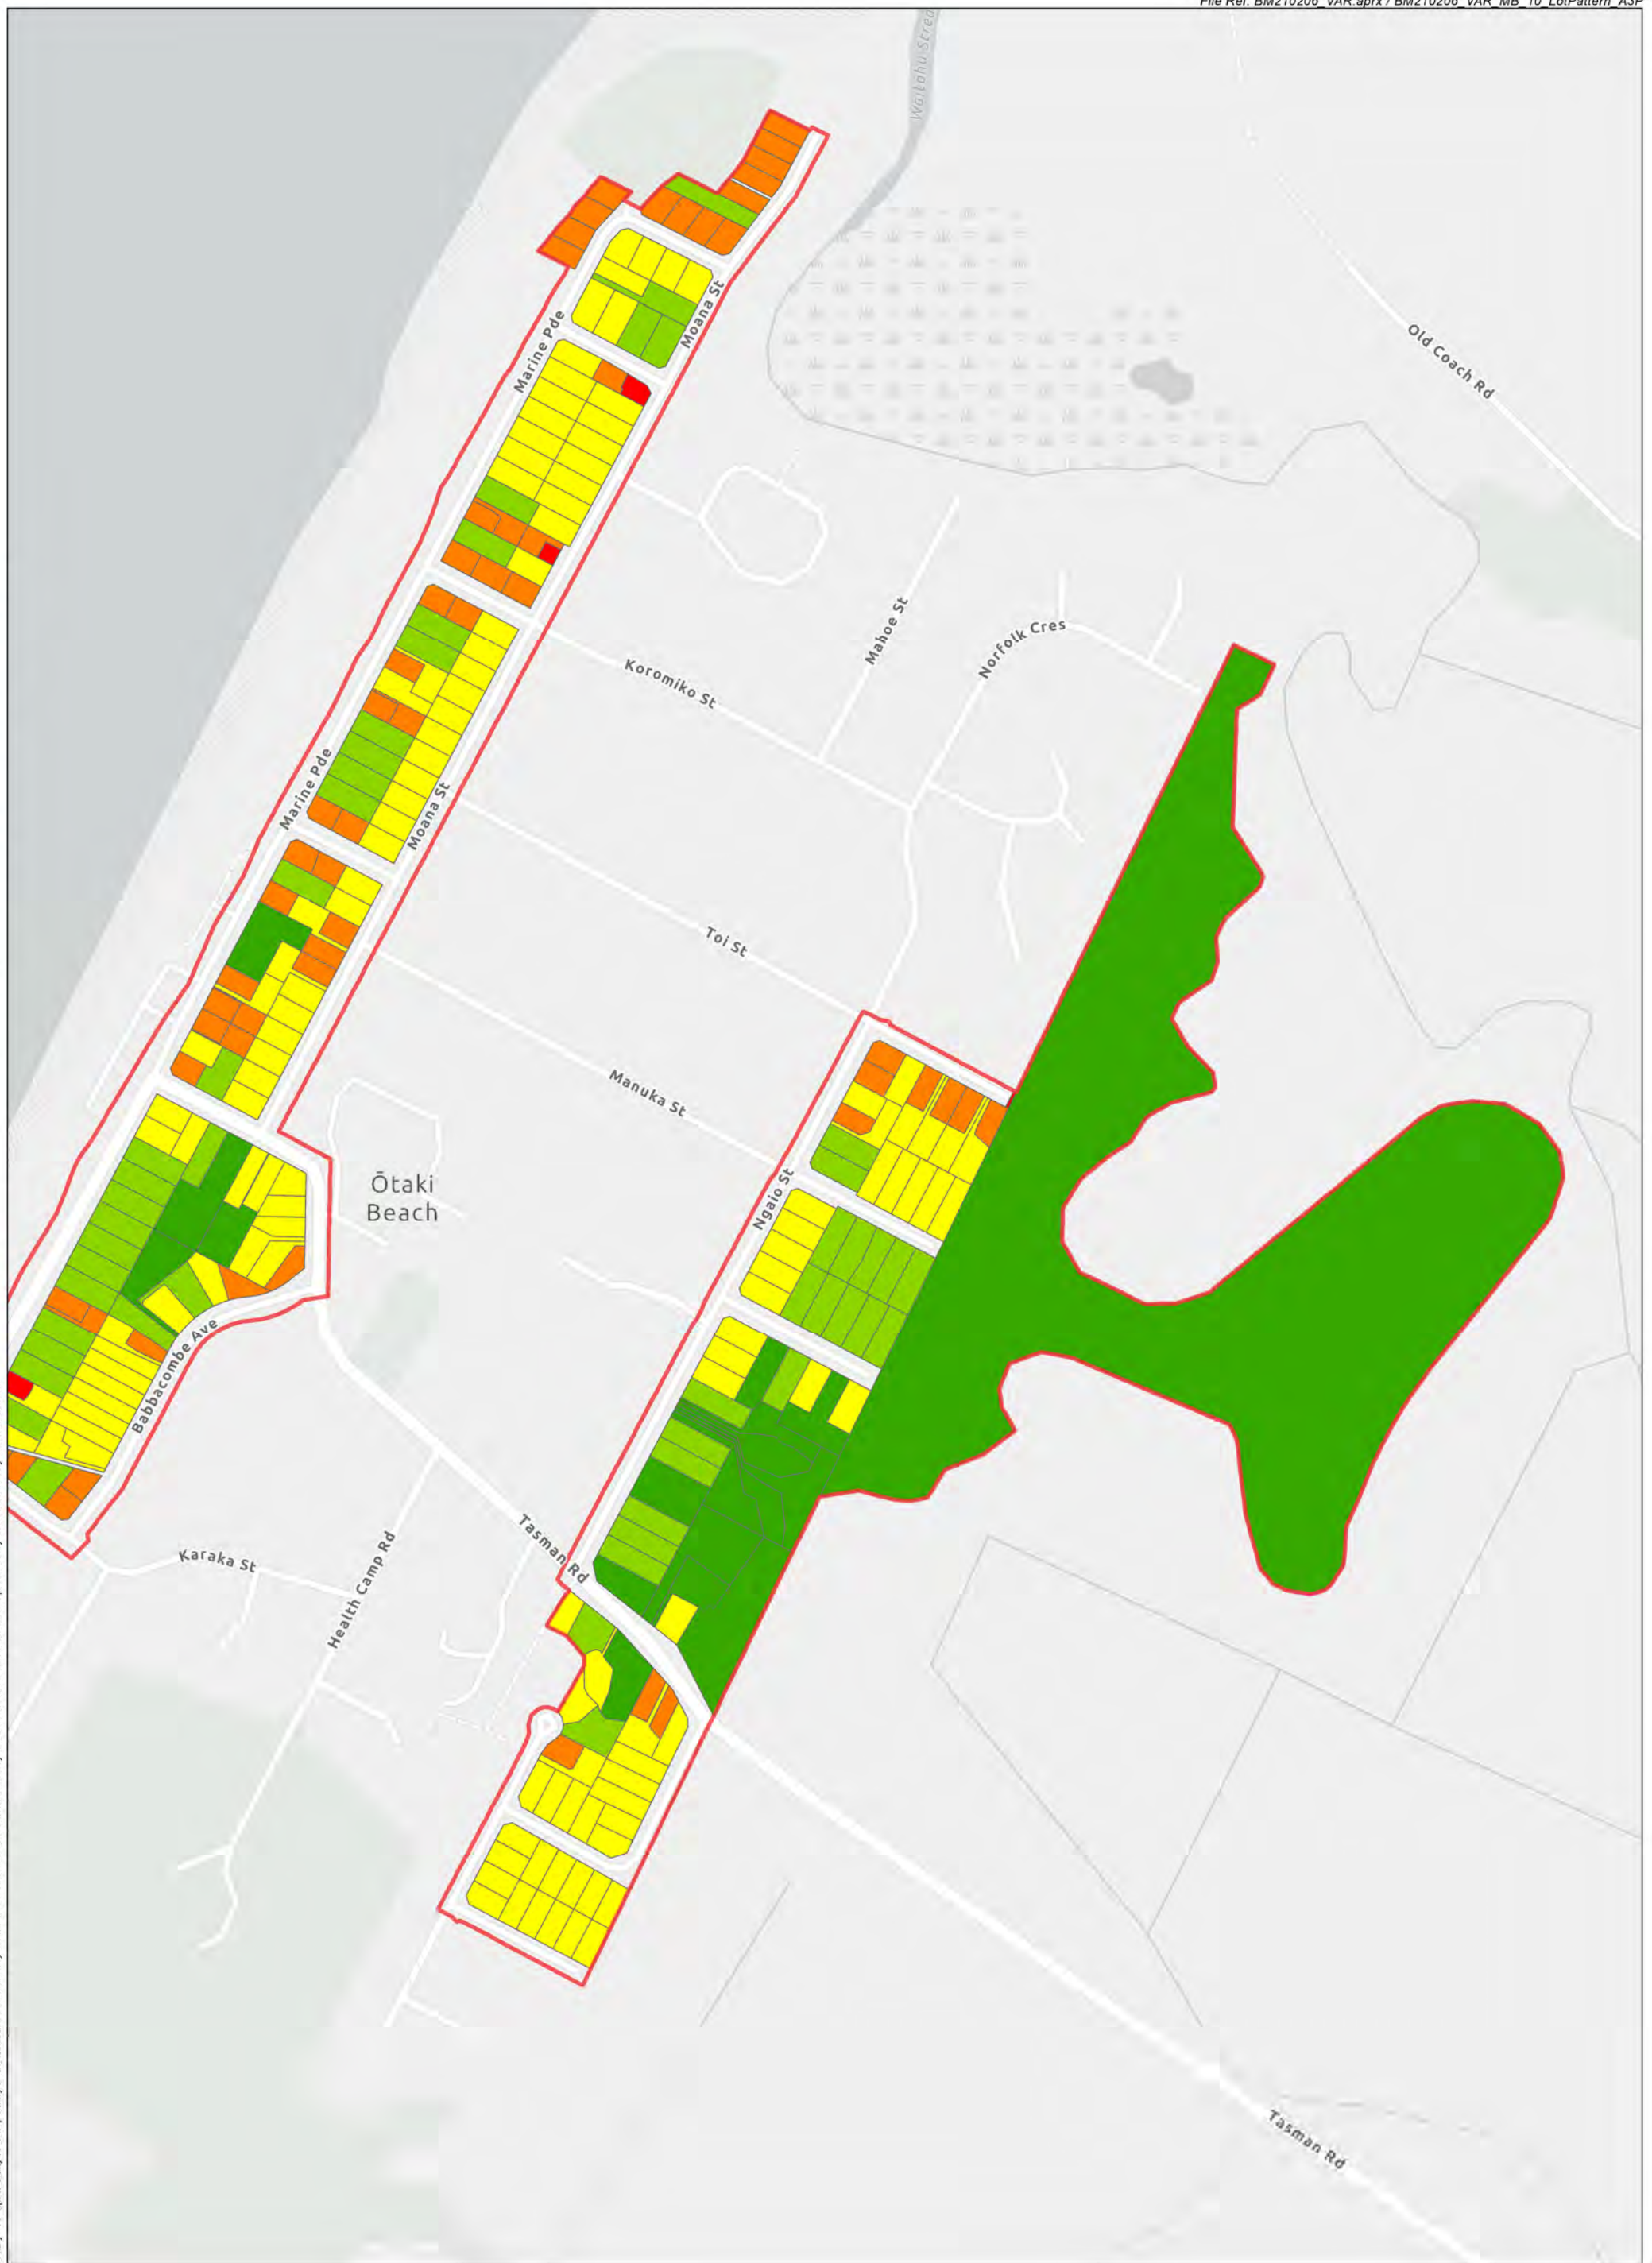 File Ref: BM210206_VAR.aprx / BM210206_VAR_MB_10_LotPattern_A3P
Waitohu Strea
Old Coach Rd
Moana St
Marine Pde
Mahoe St
Norfolk Cres
Koromiko St
Marine Pde
Moana St
Toi St
Manuka St
Ōtaki
Beach
Ngaio St
Babbacombe Ave
Tasman Rd
Karaka St
Health Camp Rd
Tasman Rd